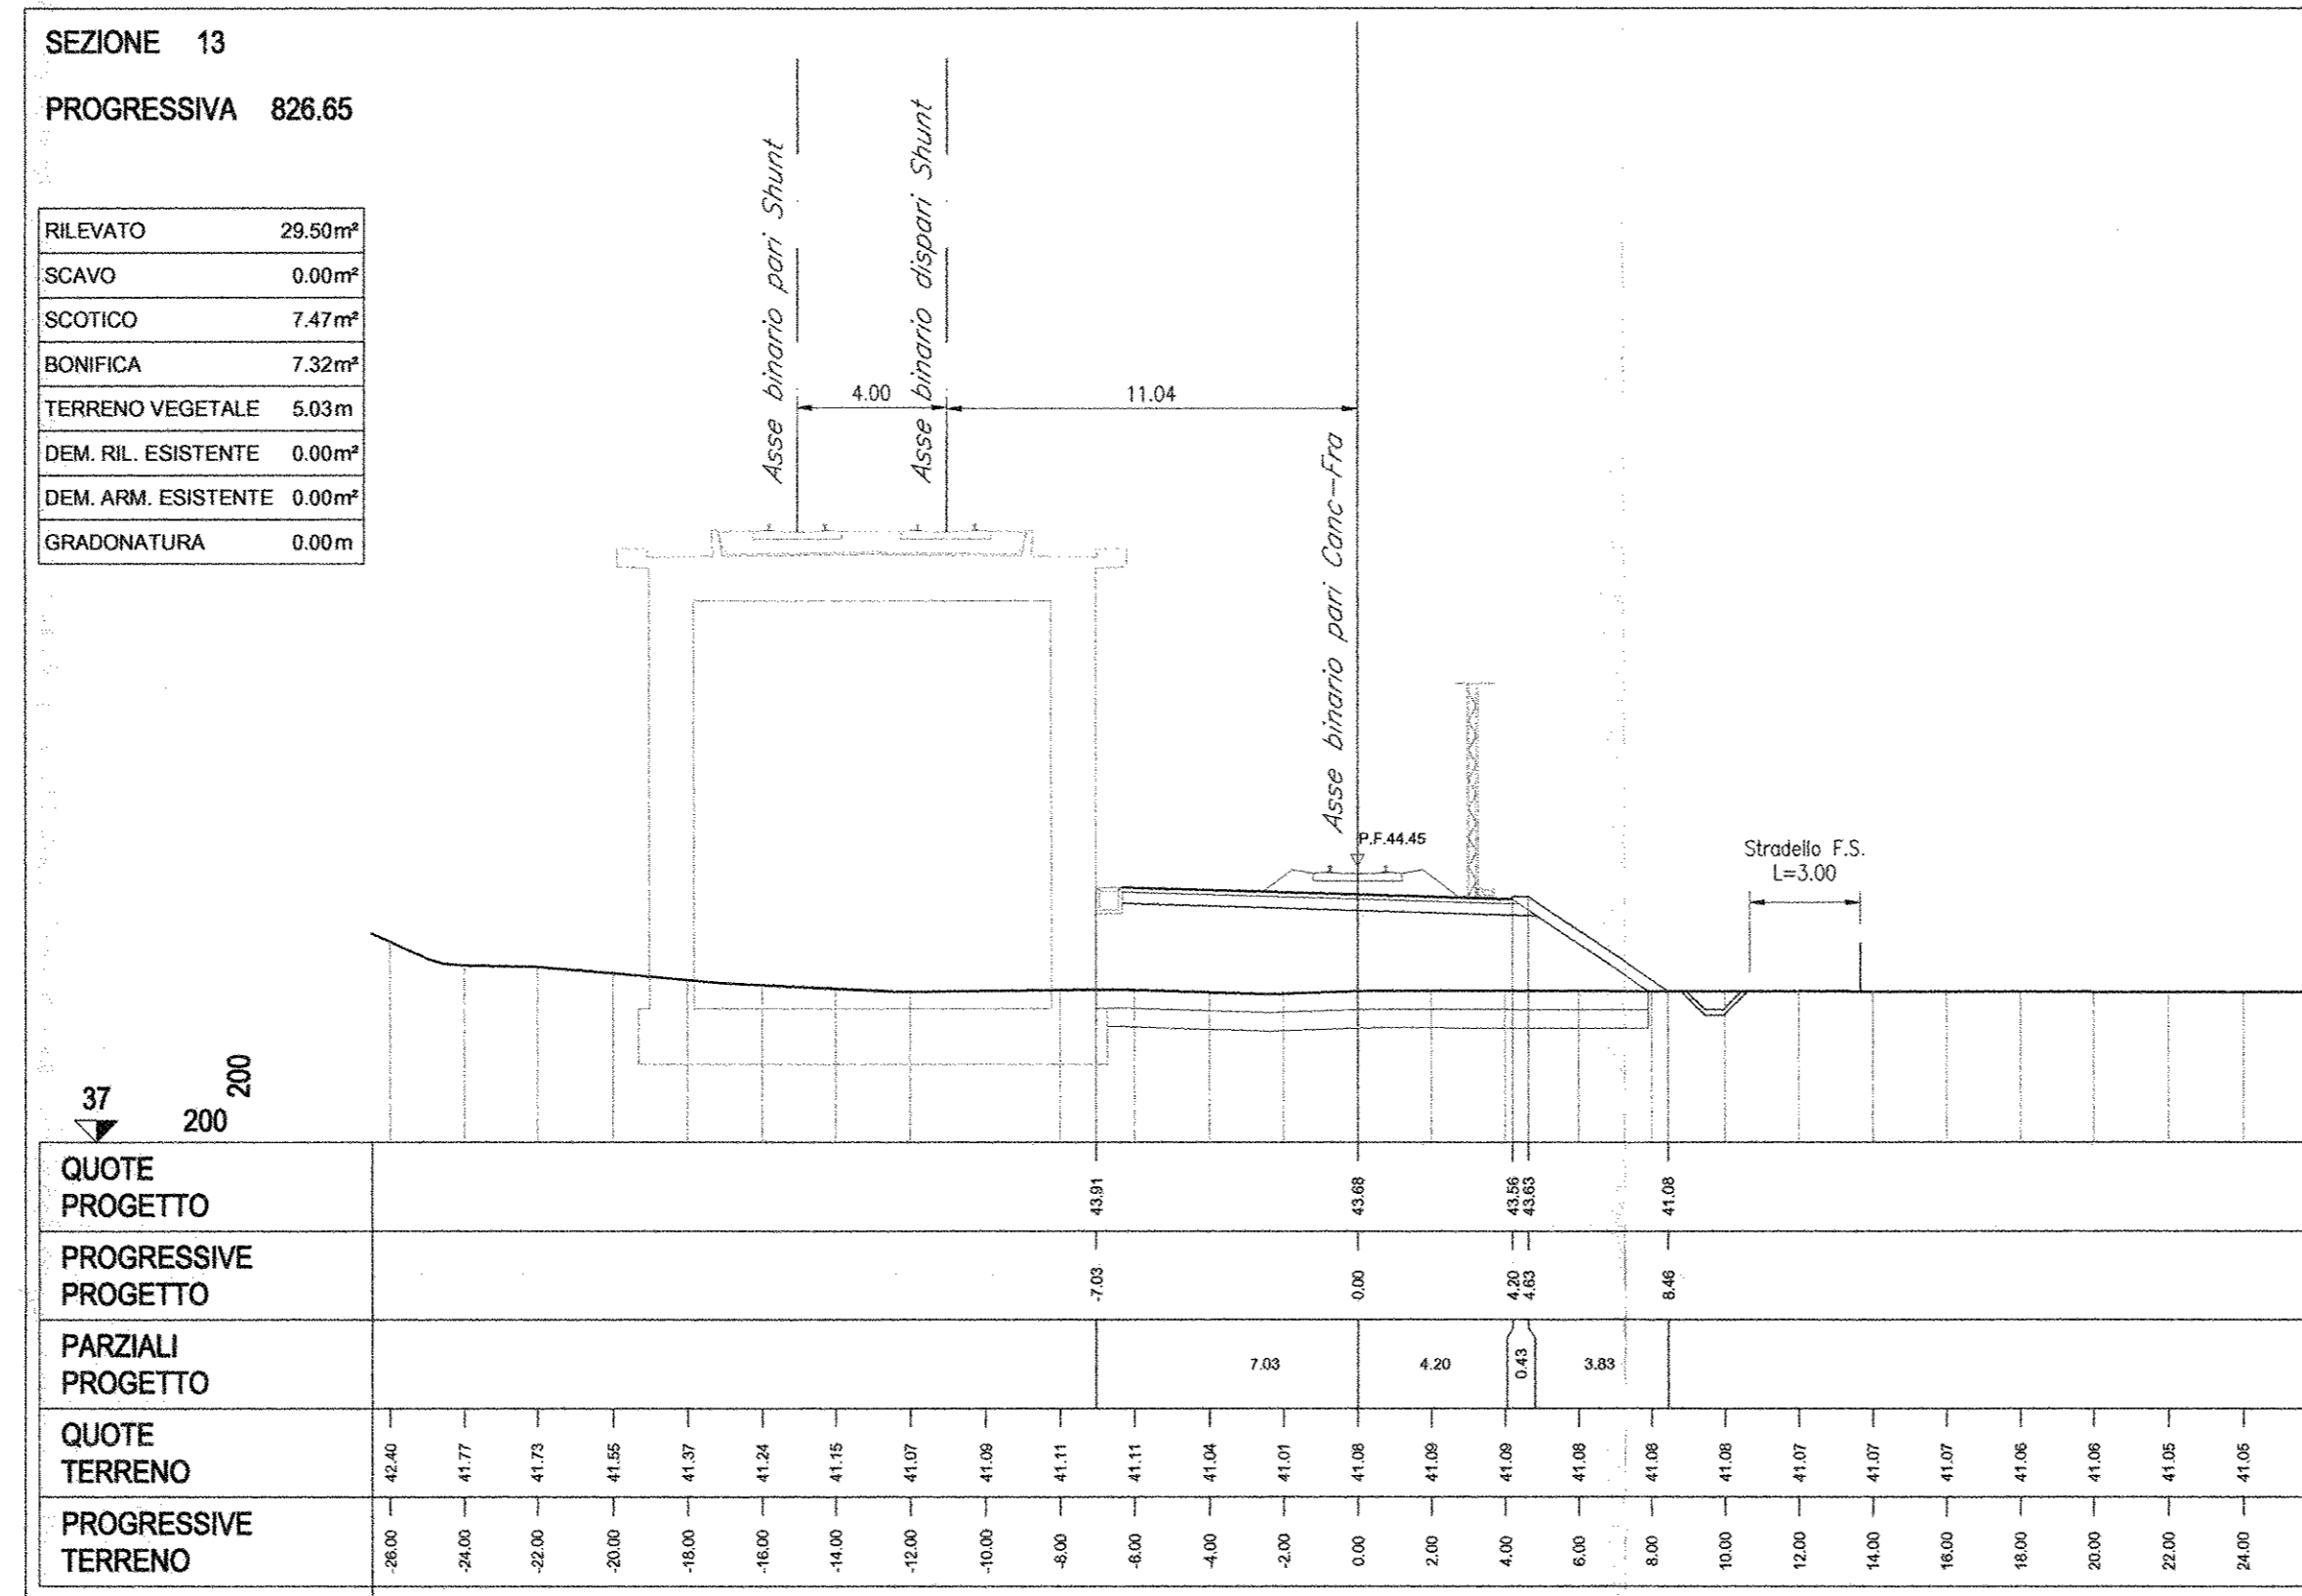 SEZIONE 13
PROGRESSIVA 826.65
RILEVATO 29.50m²
SCAVO 0.00m²
SCOTICO 7.47m²
BONIFICA 7.32m²
TERRENO VEGETALE 5.03m
DEM. RIL. ESISTENTE 0.00m²
DEM. ARM. ESISTENTE 0.00m²
GRADONATURA 0.00m
Asse binario pari Shunt
Asse binario dispari Shunt
4.00
11.04
Asse binario pari Canc-Fra
P.F.44.45
Stradello F.S.
L=3.00
37
200
200
QUOTE
PROGETTO
43.91 43.68 43.56 43.63 41.08
PROGRESSIVE
PROGETTO
-7.03 0.00 4.20 4.63 8.46
PARZIALI
PROGETTO
7.03 4.20 0.43 3.83
QUOTE
TERRENO
42.40 41.77 41.73 41.55 41.37 41.24 41.15 41.07 41.09 41.11 41.11 41.04 41.01 41.08 41.09 41.09 41.08 41.08 41.08 41.07 41.07 41.07 41.06 41.06 41.05 41.05
PROGRESSIVE
TERRENO
-26.00 -24.00 -22.00 -20.00 -18.00 -16.00 -14.00 -12.00 -10.00 -8.00 -6.00 -4.00 -2.00 0.00 2.00 4.00 6.00 8.00 10.00 12.00 14.00 16.00 18.00 20.00 22.00 24.00